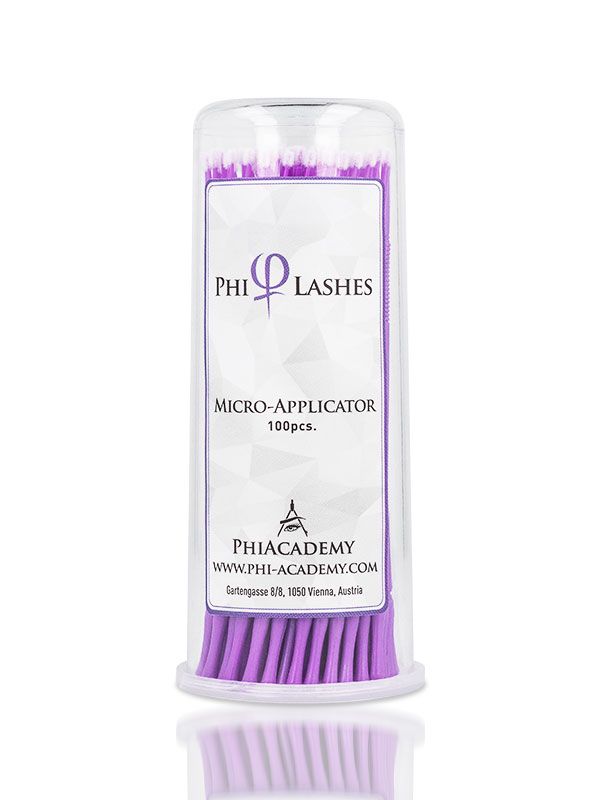 PHI φ LASHES
MICRO-APPLICATOR
100pcs.
PHIACADEMY
WWW.PHI-ACADEMY.COM
Gartengasse 8/8, 1050 Vienna, Austria